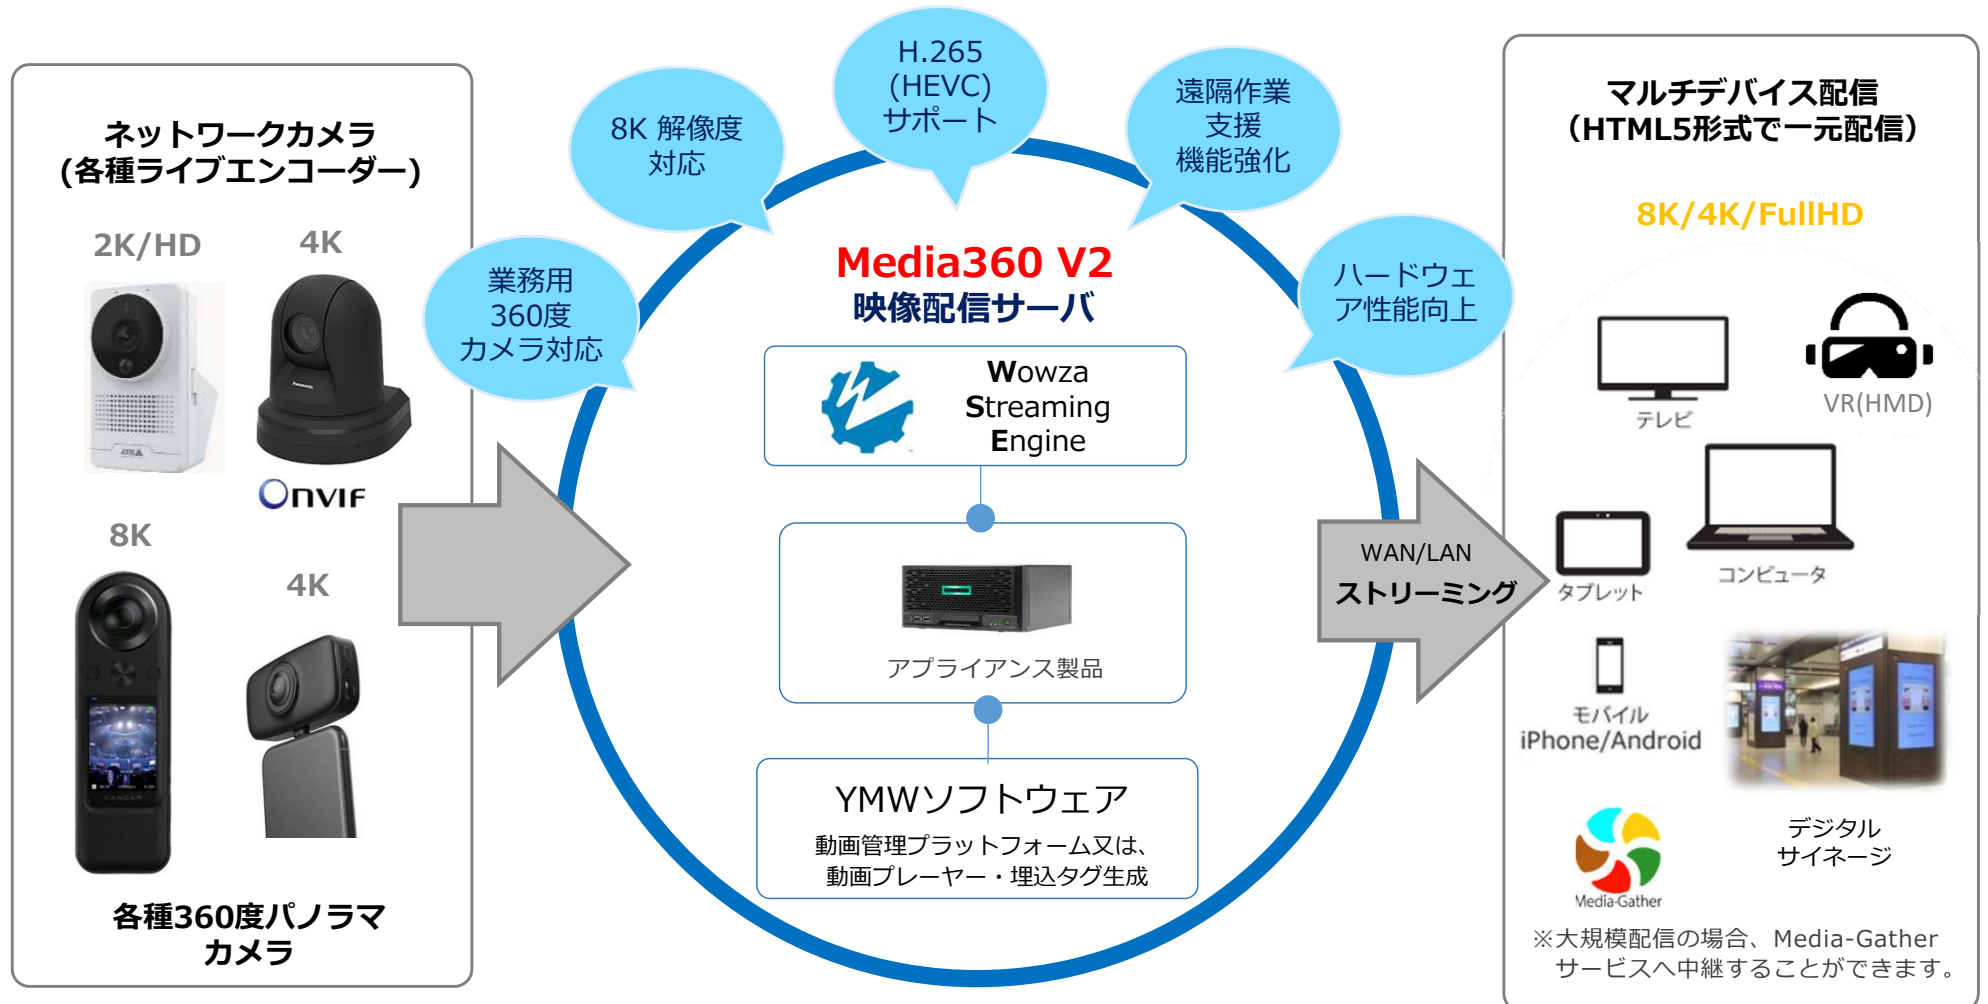 ネットワークカメラ
(各種ライブエンコーダー)
2K/HD
4K
Panasonic
AXIS
ONVIF
8K
4K
KANDAO
各種360度パノラマ
カメラ
業務用
360度
カメラ対応
8K 解像度
対応
H.265
(HEVC)
サポート
遠隔作業
支援
機能強化
ハードウェ
ア性能向上
Media360 V2
映像配信サーバ
Wowza
Streaming
Engine
アプライアンス製品
YMWソフトウェア
動画管理プラットフォーム又は、
動画プレーヤー・埋込タグ生成
WAN/LAN
ストリーミング
マルチデバイス配信
（HTML5形式で一元配信）
8K/4K/FullHD
テレビ
VR(HMD)
タブレット
コンピュータ
モバイル
iPhone/Android
デジタル
サイネージ
Media-Gather
※大規模配信の場合、Media-Gather
サービスへ中継することができます。